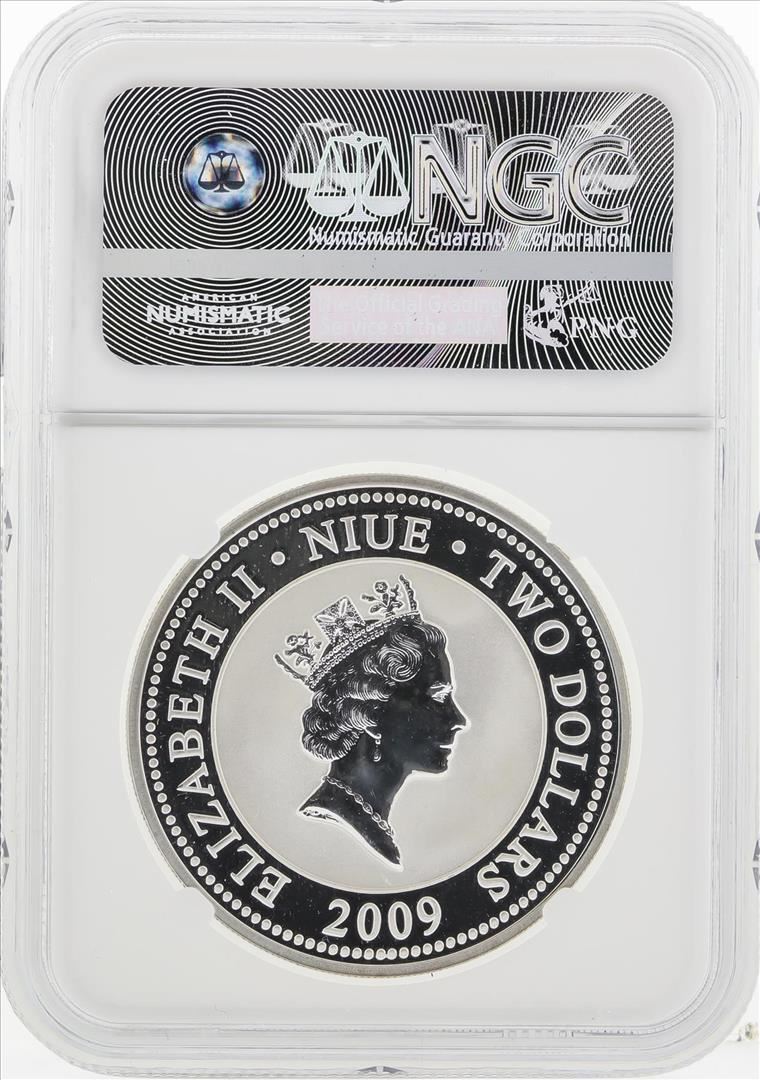 NGC
Numismatic Guaranty Corporation
AMERICAN
NUMISMATIC
ASSOCIATION
The Official Grading
Service of the ANA
PNG
ELIZABETH II • NIUE • TWO DOLLARS
2009